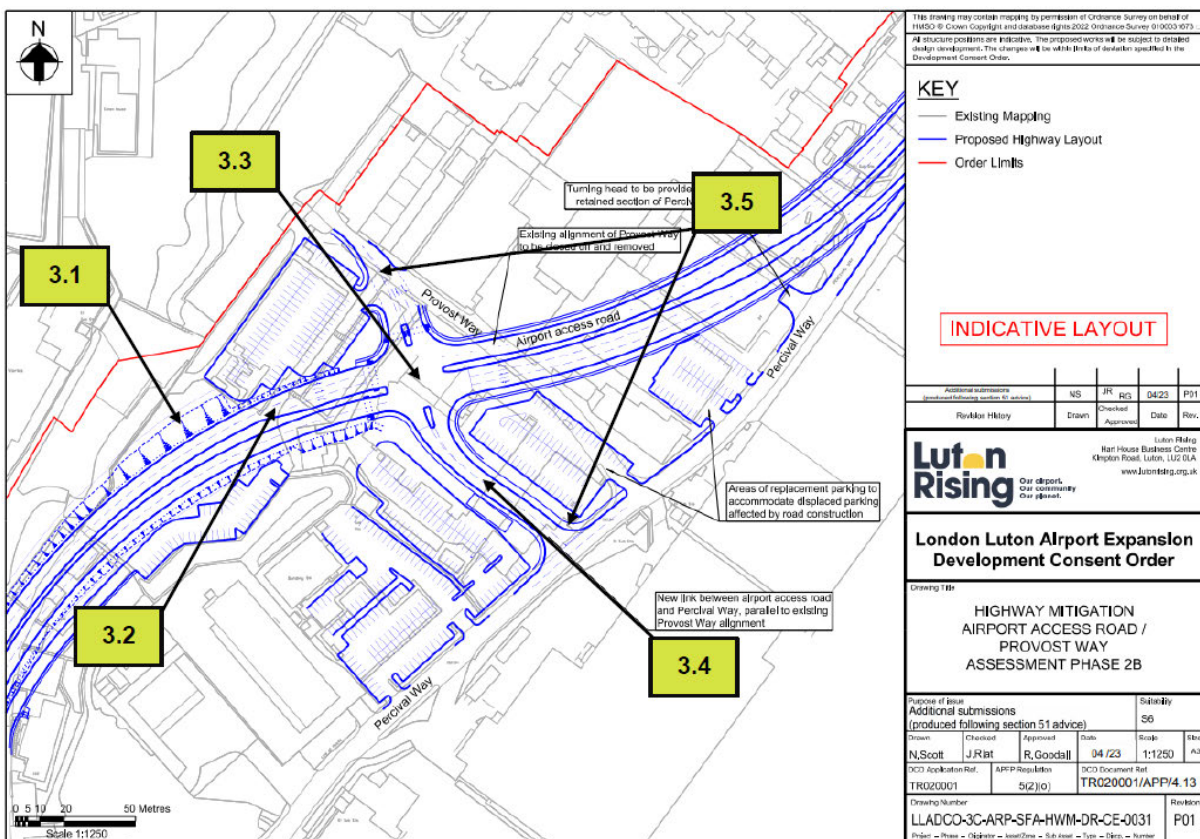 N
3.3
3.1
3.5
3.2
3.4
Turning head to be provide
retained section of Perciv
Existing alignment of Provost Way
to be closed off and removed
Provost Way
Airport access road
Percival Way
Areas of replacement parking to
accommodate displaced parking
affected by road construction
New link between airport access road
and Percival Way, parallel to existing
Provost Way alignment
Percival Way
0 5 10 20 50 Metres
Scale 1:1250
This drawing may contain mapping by permission of Ordnance Survey on behalf of
HMSO © Crown Copyright and database rights 2022 Ordnance Survey
All structure positions are indicative. The proposed works will be subject to detailed
design development. The changes will be within limits of deviation specified in the
Development Consent Order.
KEY
Existing Mapping
Proposed Highway Layout
Order Limits
INDICATIVE LAYOUT
Additional submissions
(produced following section 51 advice)
NS JR RG 04/23 P01
Revision History Drawn Checked Approved Date Rev.
Luton Rising
Our airport.
Our community
Our planet.
Luton Rising
Hart House Business Centre
Kimpton Road, Luton, LU2 0LA
www.lutonrising.org.uk
London Luton Airport Expansion
Development Consent Order
Drawing Title
HIGHWAY MITIGATION
AIRPORT ACCESS ROAD /
PROVOST WAY
ASSESSMENT PHASE 2B
Purpose of issue Suitability
Additional submissions
(produced following section 51 advice) S6
Drawn Checked Approved Date Scale
N.Scott J.Riat R.Goodall 04/23 1:1250
DCO Application Ref. APFP Regulation DCO Document Ref.
TR020001 5(2)(o) TR020001/APP/4.13
Drawing Number Revision
LLADCO-3C-ARP-SFA-HWM-DR-CE-0031 P01